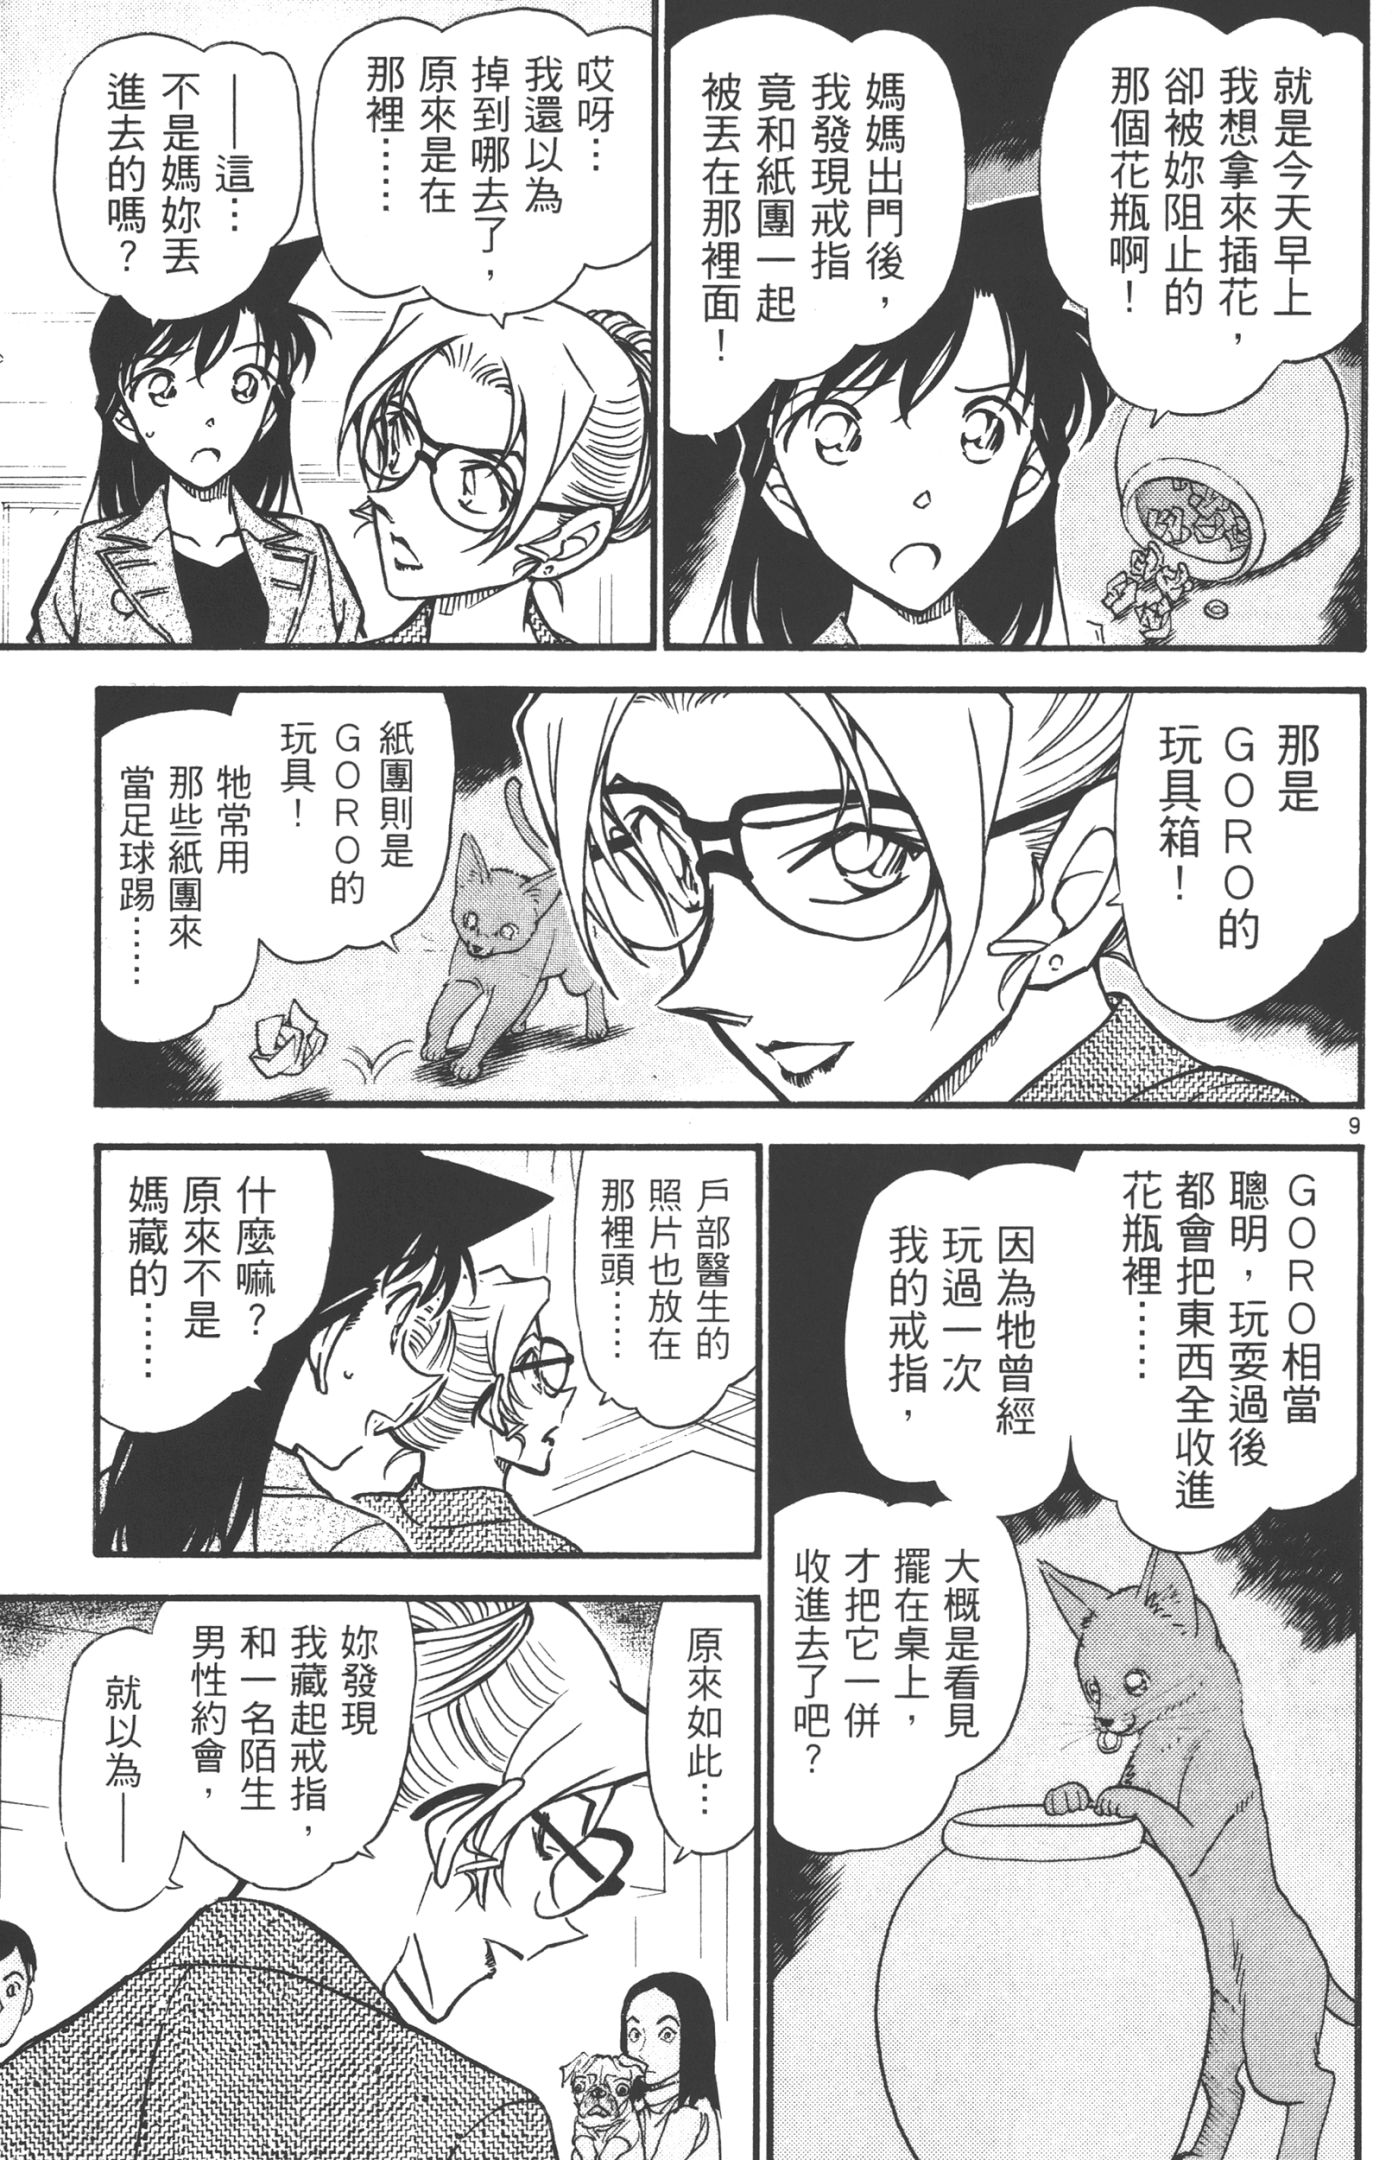 就是今天早上
我想拿來插花，
卻被妳阻止的
那個花瓶啊！
媽媽出門後，
我發現戒指
竟和紙團一起
被丟在那裡面！
哎呀…
我還以為
掉到哪去了，
原來是在
那裡……
——這…
不是媽妳丟
進去的嗎？
那是
GORO的
玩具箱！
紙團則是
GORO的
玩具！
牠常用
那些紙團來
當足球踢……
9
GORO相當
聰明，玩耍過後
都會把東西全收進
花瓶裡……
因為牠曾經
玩過一次
我的戒指，
大概是看見
擺在桌上，
才把它一併
收進去了吧？
戶部醫生的
照片也放在
那裡頭……
什麼嘛？
原來不是
媽藏的……
原來如此…
妳發現
我藏起戒指，
和一名陌生
男性約會，
就以為——